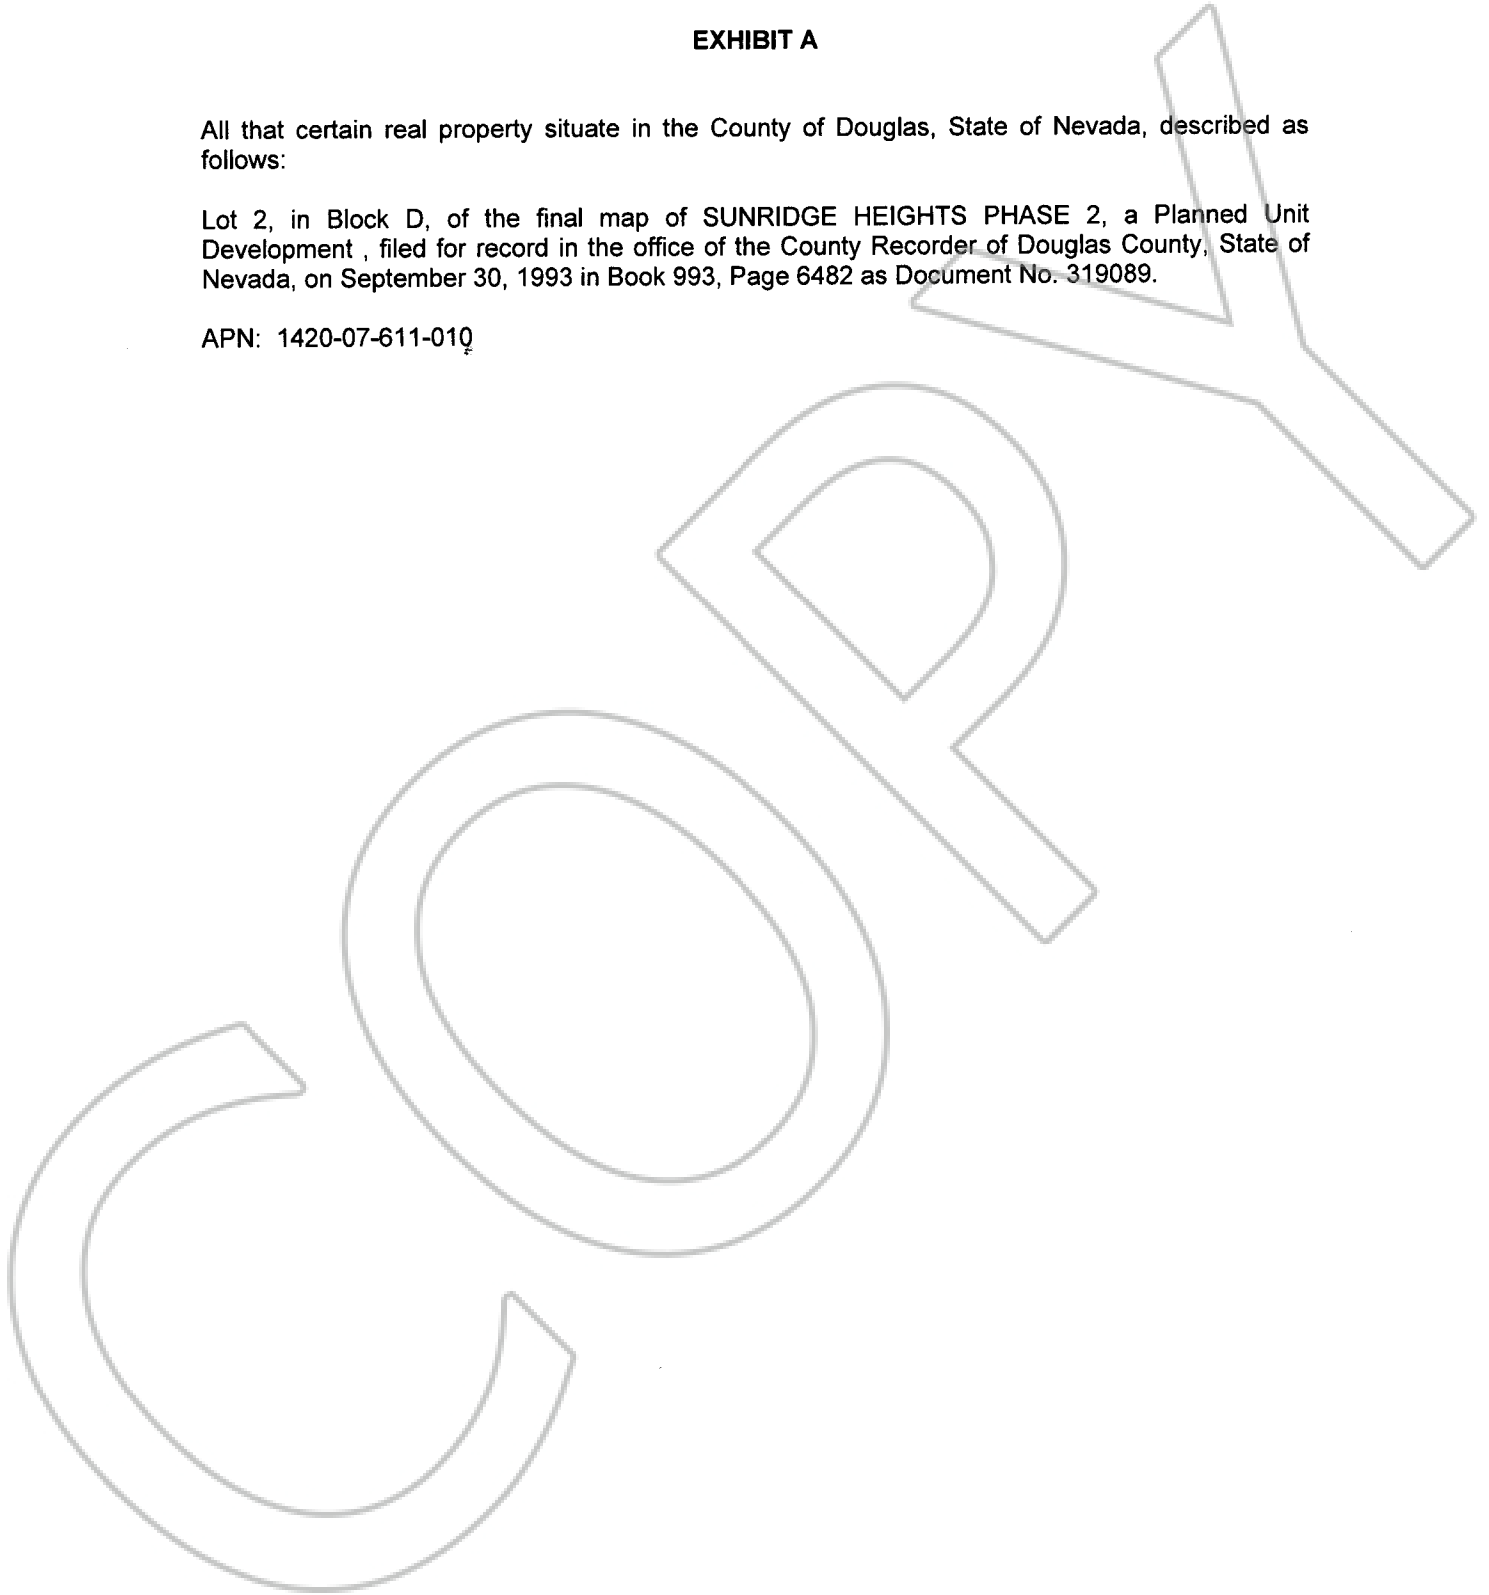 EXHIBIT A
All that certain real property situate in the County of Douglas, State of Nevada, described as
follows:
Lot 2, in Block D, of the final map of SUNRIDGE HEIGHTS PHASE 2, a Planned Unit
Development , filed for record in the office of the County Recorder of Douglas County, State of
Nevada, on September 30, 1993 in Book 993, Page 6482 as Document No. 319089.
APN: 1420-07-611-010
COPY